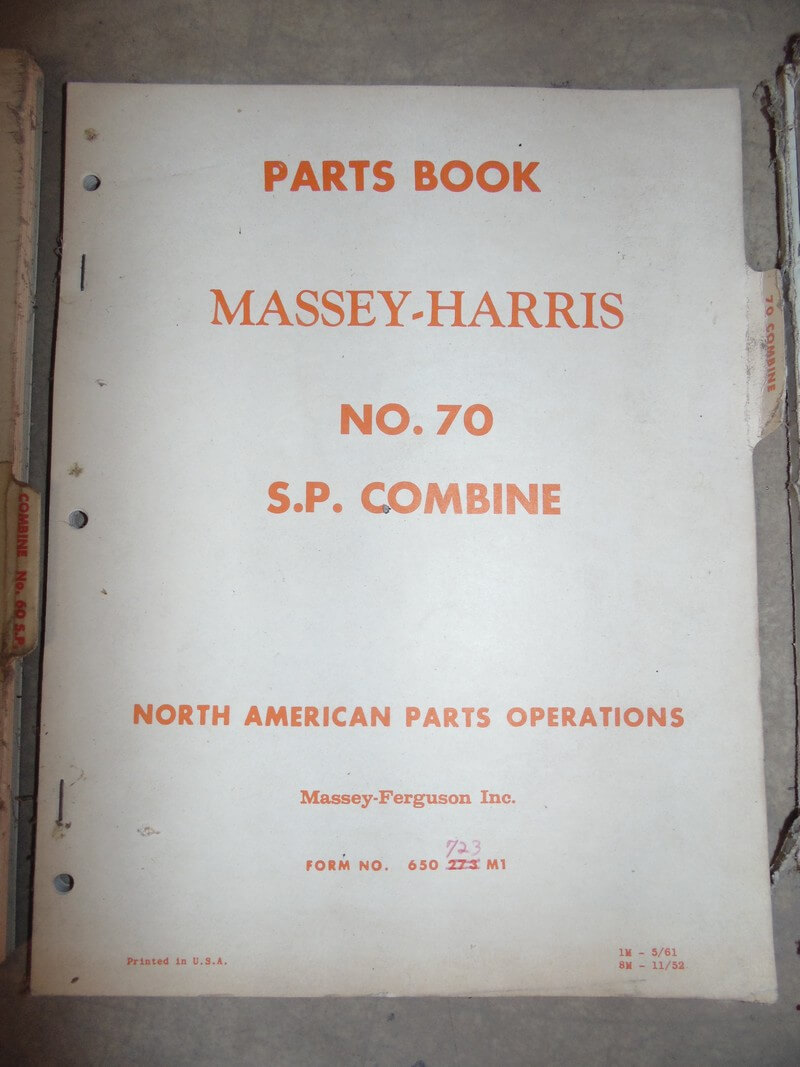 PARTS BOOK
MASSEY-HARRIS
NO. 70
S.P. COMBINE
NORTH AMERICAN PARTS OPERATIONS
Massey-Ferguson Inc.
723
FORM NO. 650 273 M1
Printed in U.S.A.
1M - 5/61
8M - 11/52
70 COMBINE
COMBINE No. 60 S.P.